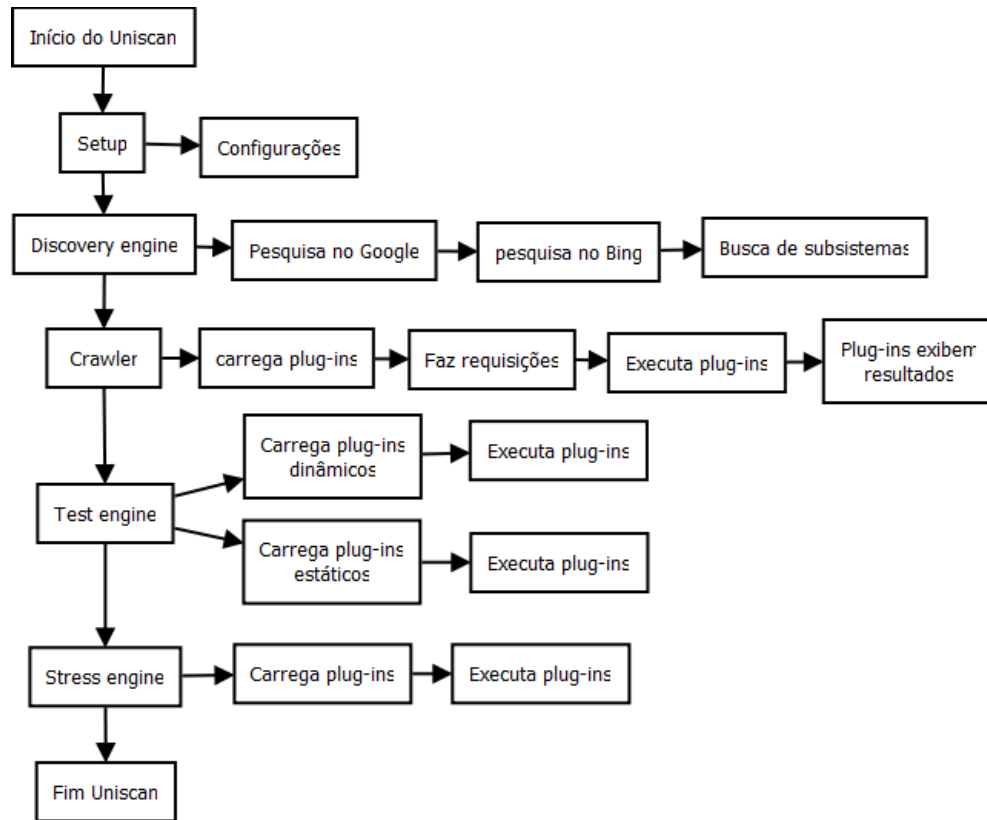 Início do Uniscan
Setup
Configurações
Discovery engine
Pesquisa no Google
pesquisa no Bing
Busca de subsistemas
Crawler
carrega plug-ins
Faz requisições
Executa plug-ins
Plug-ins exibem
resultados
Test engine
Carrega plug-ins
dinâmicos
Executa plug-ins
Carrega plug-ins
estáticos
Executa plug-ins
Stress engine
Carrega plug-ins
Executa plug-ins
Fim Uniscan